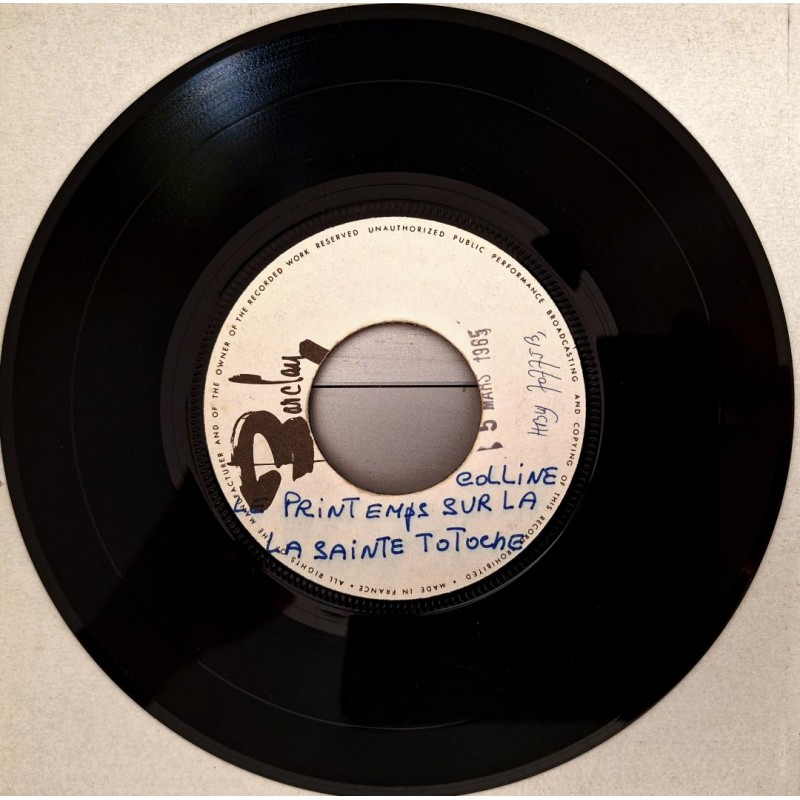 THE MANUFACTURER AND OF THE OWNER OF THE RECORDED WORK RESERVED UNAUTHORIZED PUBLIC PERFORMANCE BROADCASTING AND COPYING OF THIS RECORD PROHIBITED • MADE IN FRANCE • ALL RIGHTS OF
Barclay
5 MARS 1965
COLLINE
LE PRINTEMPS SUR LA
LA SAINTE TOTOCHE